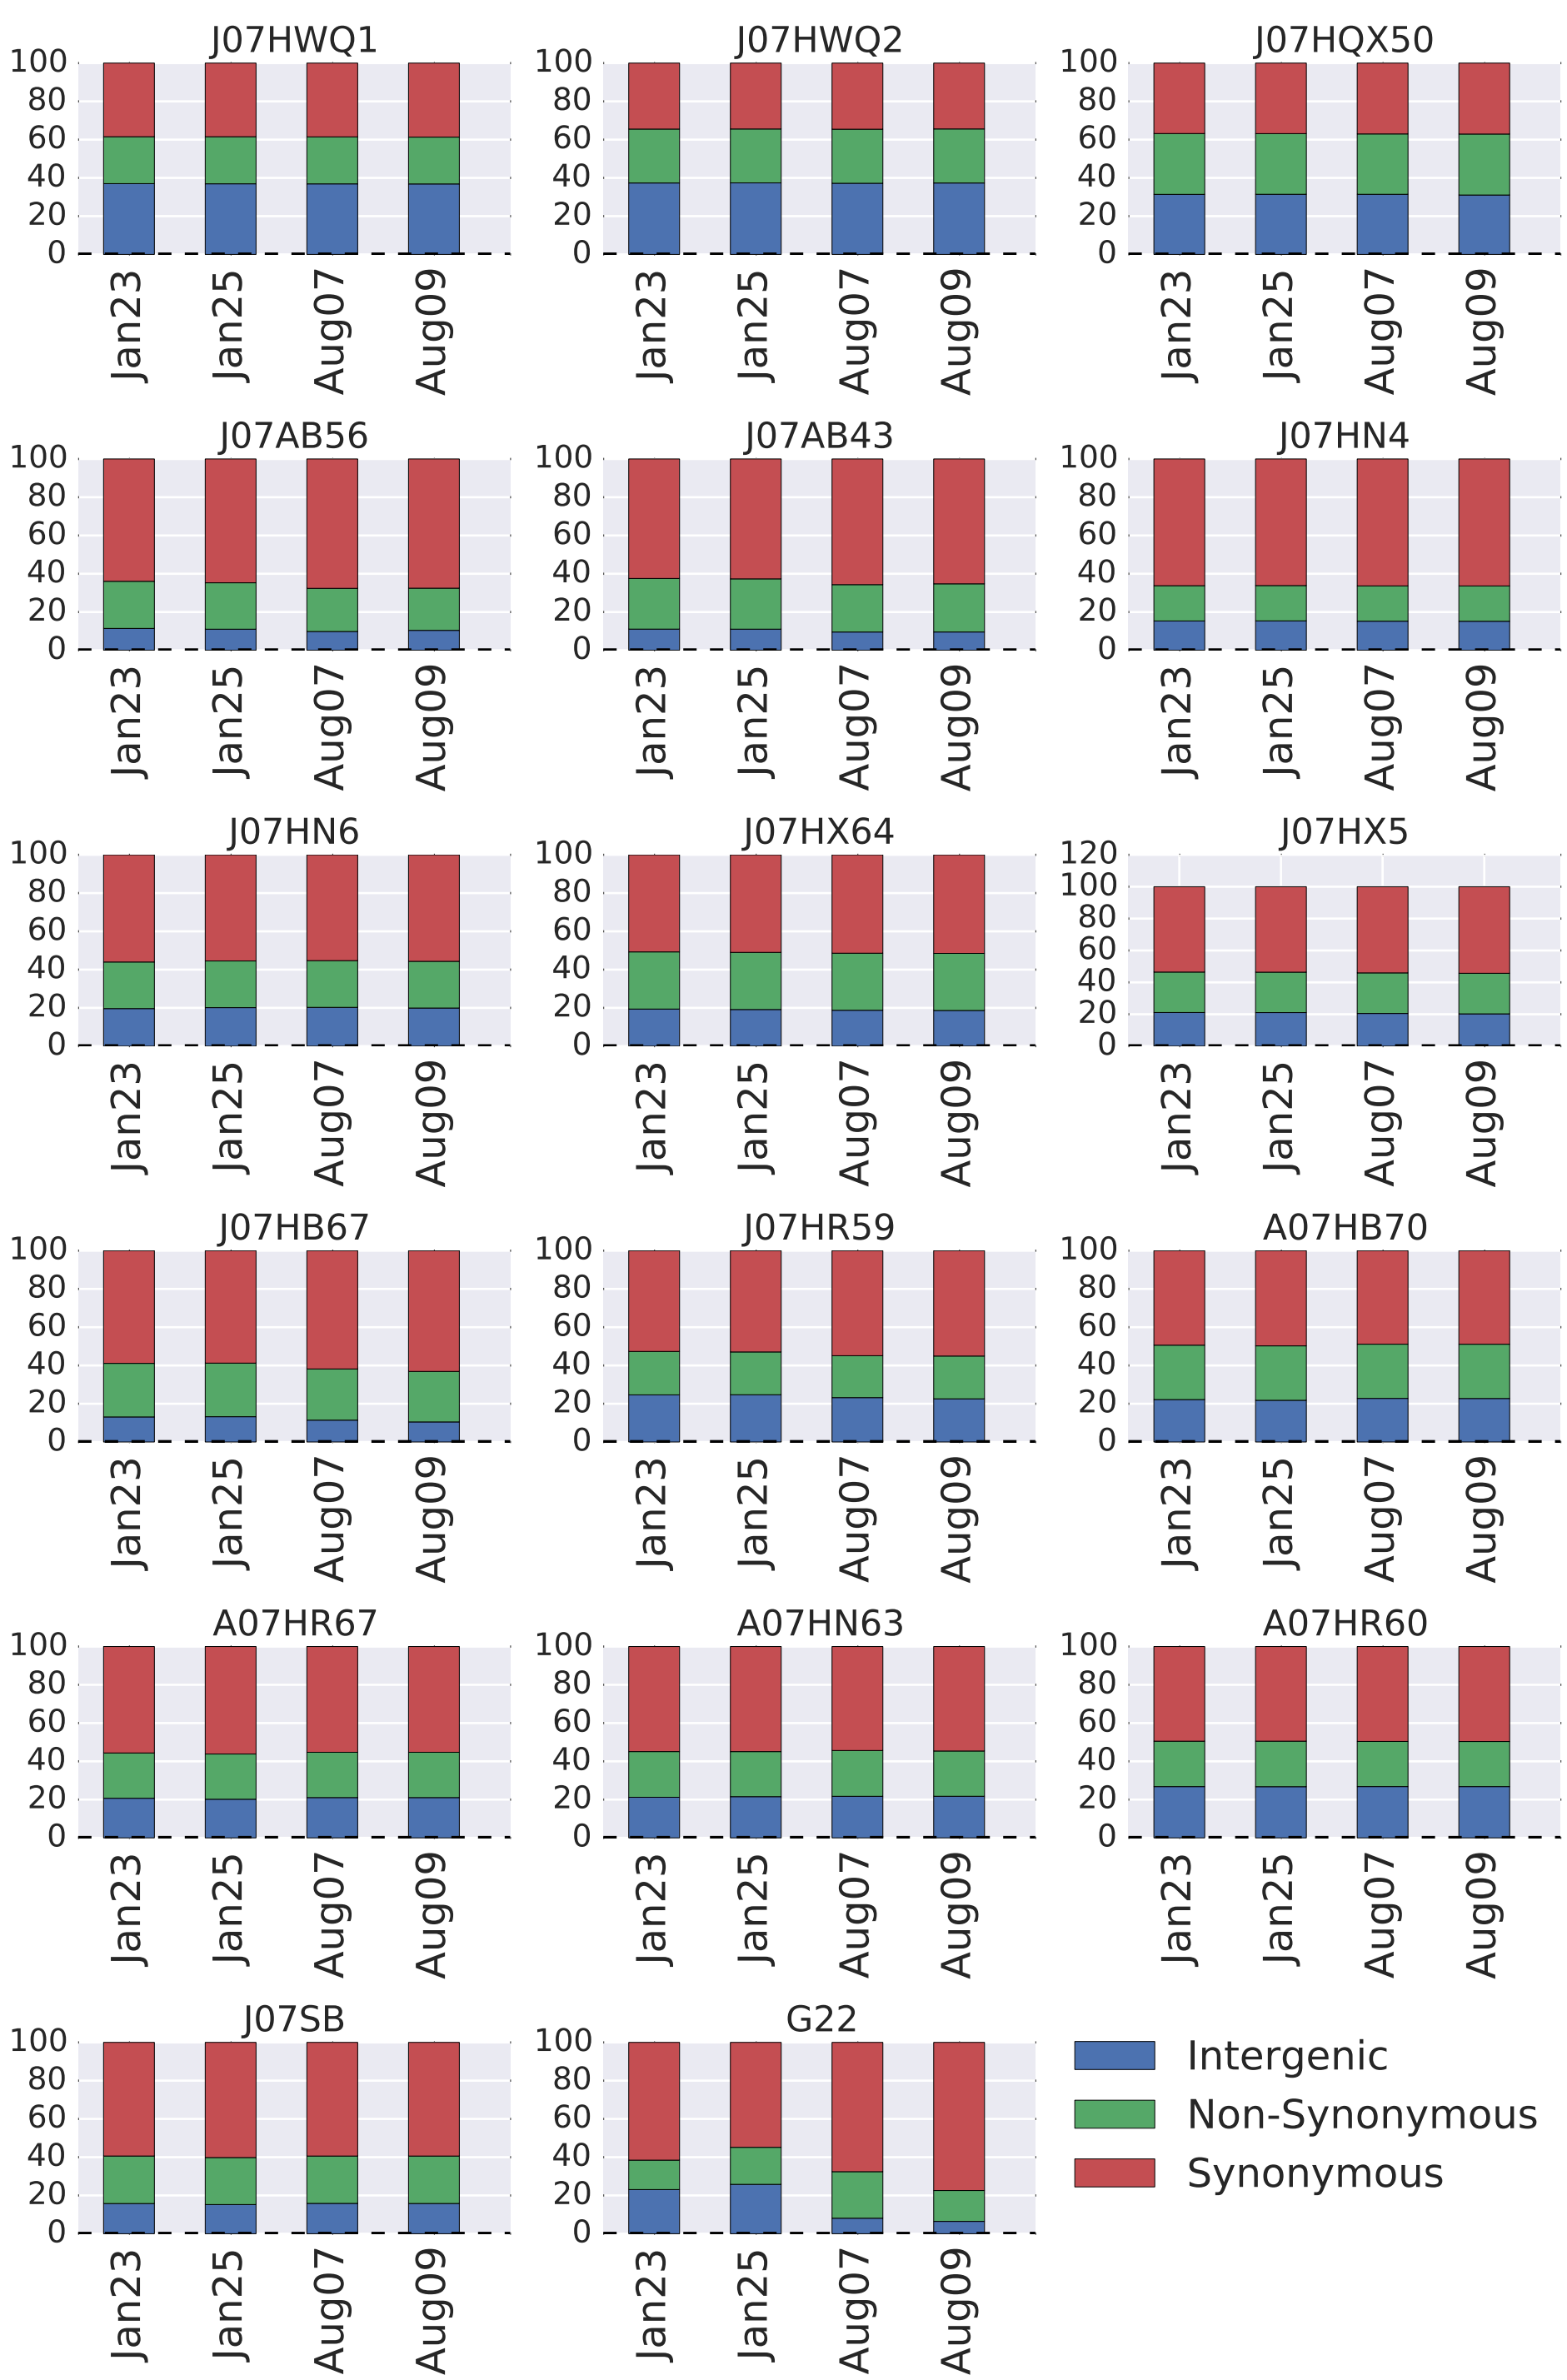 J07HWQ1 J07HWQ2 J07HQX50
100 100 100
80 80 80
60 60 60
40 40 40
20 20 20
0 0 0
Jan23 Jan25 Aug07 Aug09 Jan23 Jan25 Aug07 Aug09 Jan23 Jan25 Aug07 Aug09
J07AB56 J07AB43 J07HN4
100 100 100
80 80 80
60 60 60
40 40 40
20 20 20
0 0 0
Jan23 Jan25 Aug07 Aug09 Jan23 Jan25 Aug07 Aug09 Jan23 Jan25 Aug07 Aug09
J07HN6 J07HX64 J07HX5
100 100 120
80 80 100
60 60 80
40 40 60
20 20 40
0 0 20
0
Jan23 Jan25 Aug07 Aug09 Jan23 Jan25 Aug07 Aug09 Jan23 Jan25 Aug07 Aug09
J07HB67 J07HR59 A07HB70
100 100 100
80 80 80
60 60 60
40 40 40
20 20 20
0 0 0
Jan23 Jan25 Aug07 Aug09 Jan23 Jan25 Aug07 Aug09 Jan23 Jan25 Aug07 Aug09
A07HR67 A07HN63 A07HR60
100 100 100
80 80 80
60 60 60
40 40 40
20 20 20
0 0 0
Jan23 Jan25 Aug07 Aug09 Jan23 Jan25 Aug07 Aug09 Jan23 Jan25 Aug07 Aug09
J07SB G22
100 100
80 80
60 60
40 40
20 20
0 0
Jan23 Jan25 Aug07 Aug09 Jan23 Jan25 Aug07 Aug09
Intergenic
Non-Synonymous
Synonymous